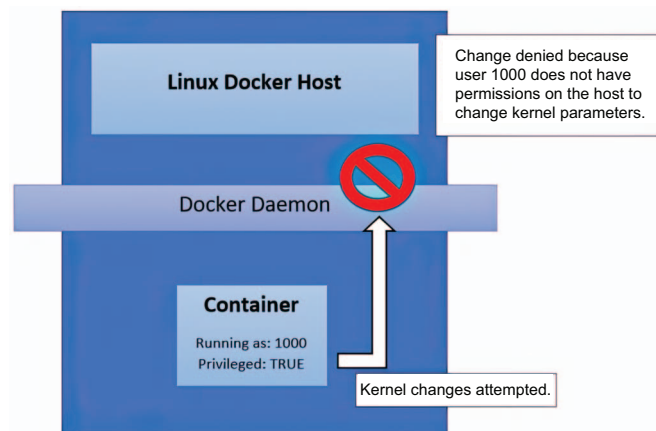 Linux Docker Host
Change denied because
user 1000 does not have
permissions on the host to
change kernel parameters.
Docker Daemon
Container
Running as: 1000
Privileged: TRUE
Kernel changes attempted.